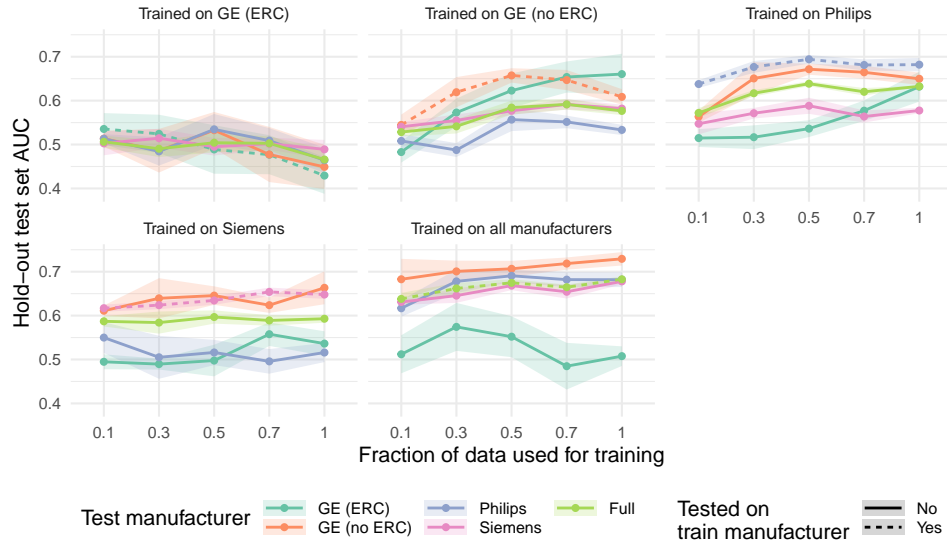 Trained on GE (ERC)
Trained on GE (no ERC)
Trained on Philips
0.7
0.6
0.5
0.4
0.1 0.3 0.5 0.7 1
Trained on Siemens
Trained on all manufacturers
0.7
0.6
0.5
0.4
0.1 0.3 0.5 0.7 1
0.1 0.3 0.5 0.7 1
Hold−out test set AUC
Fraction of data used for training
Test manufacturer
GE (ERC)
GE (no ERC)
Philips
Siemens
Full
Tested on
train manufacturer
No
Yes